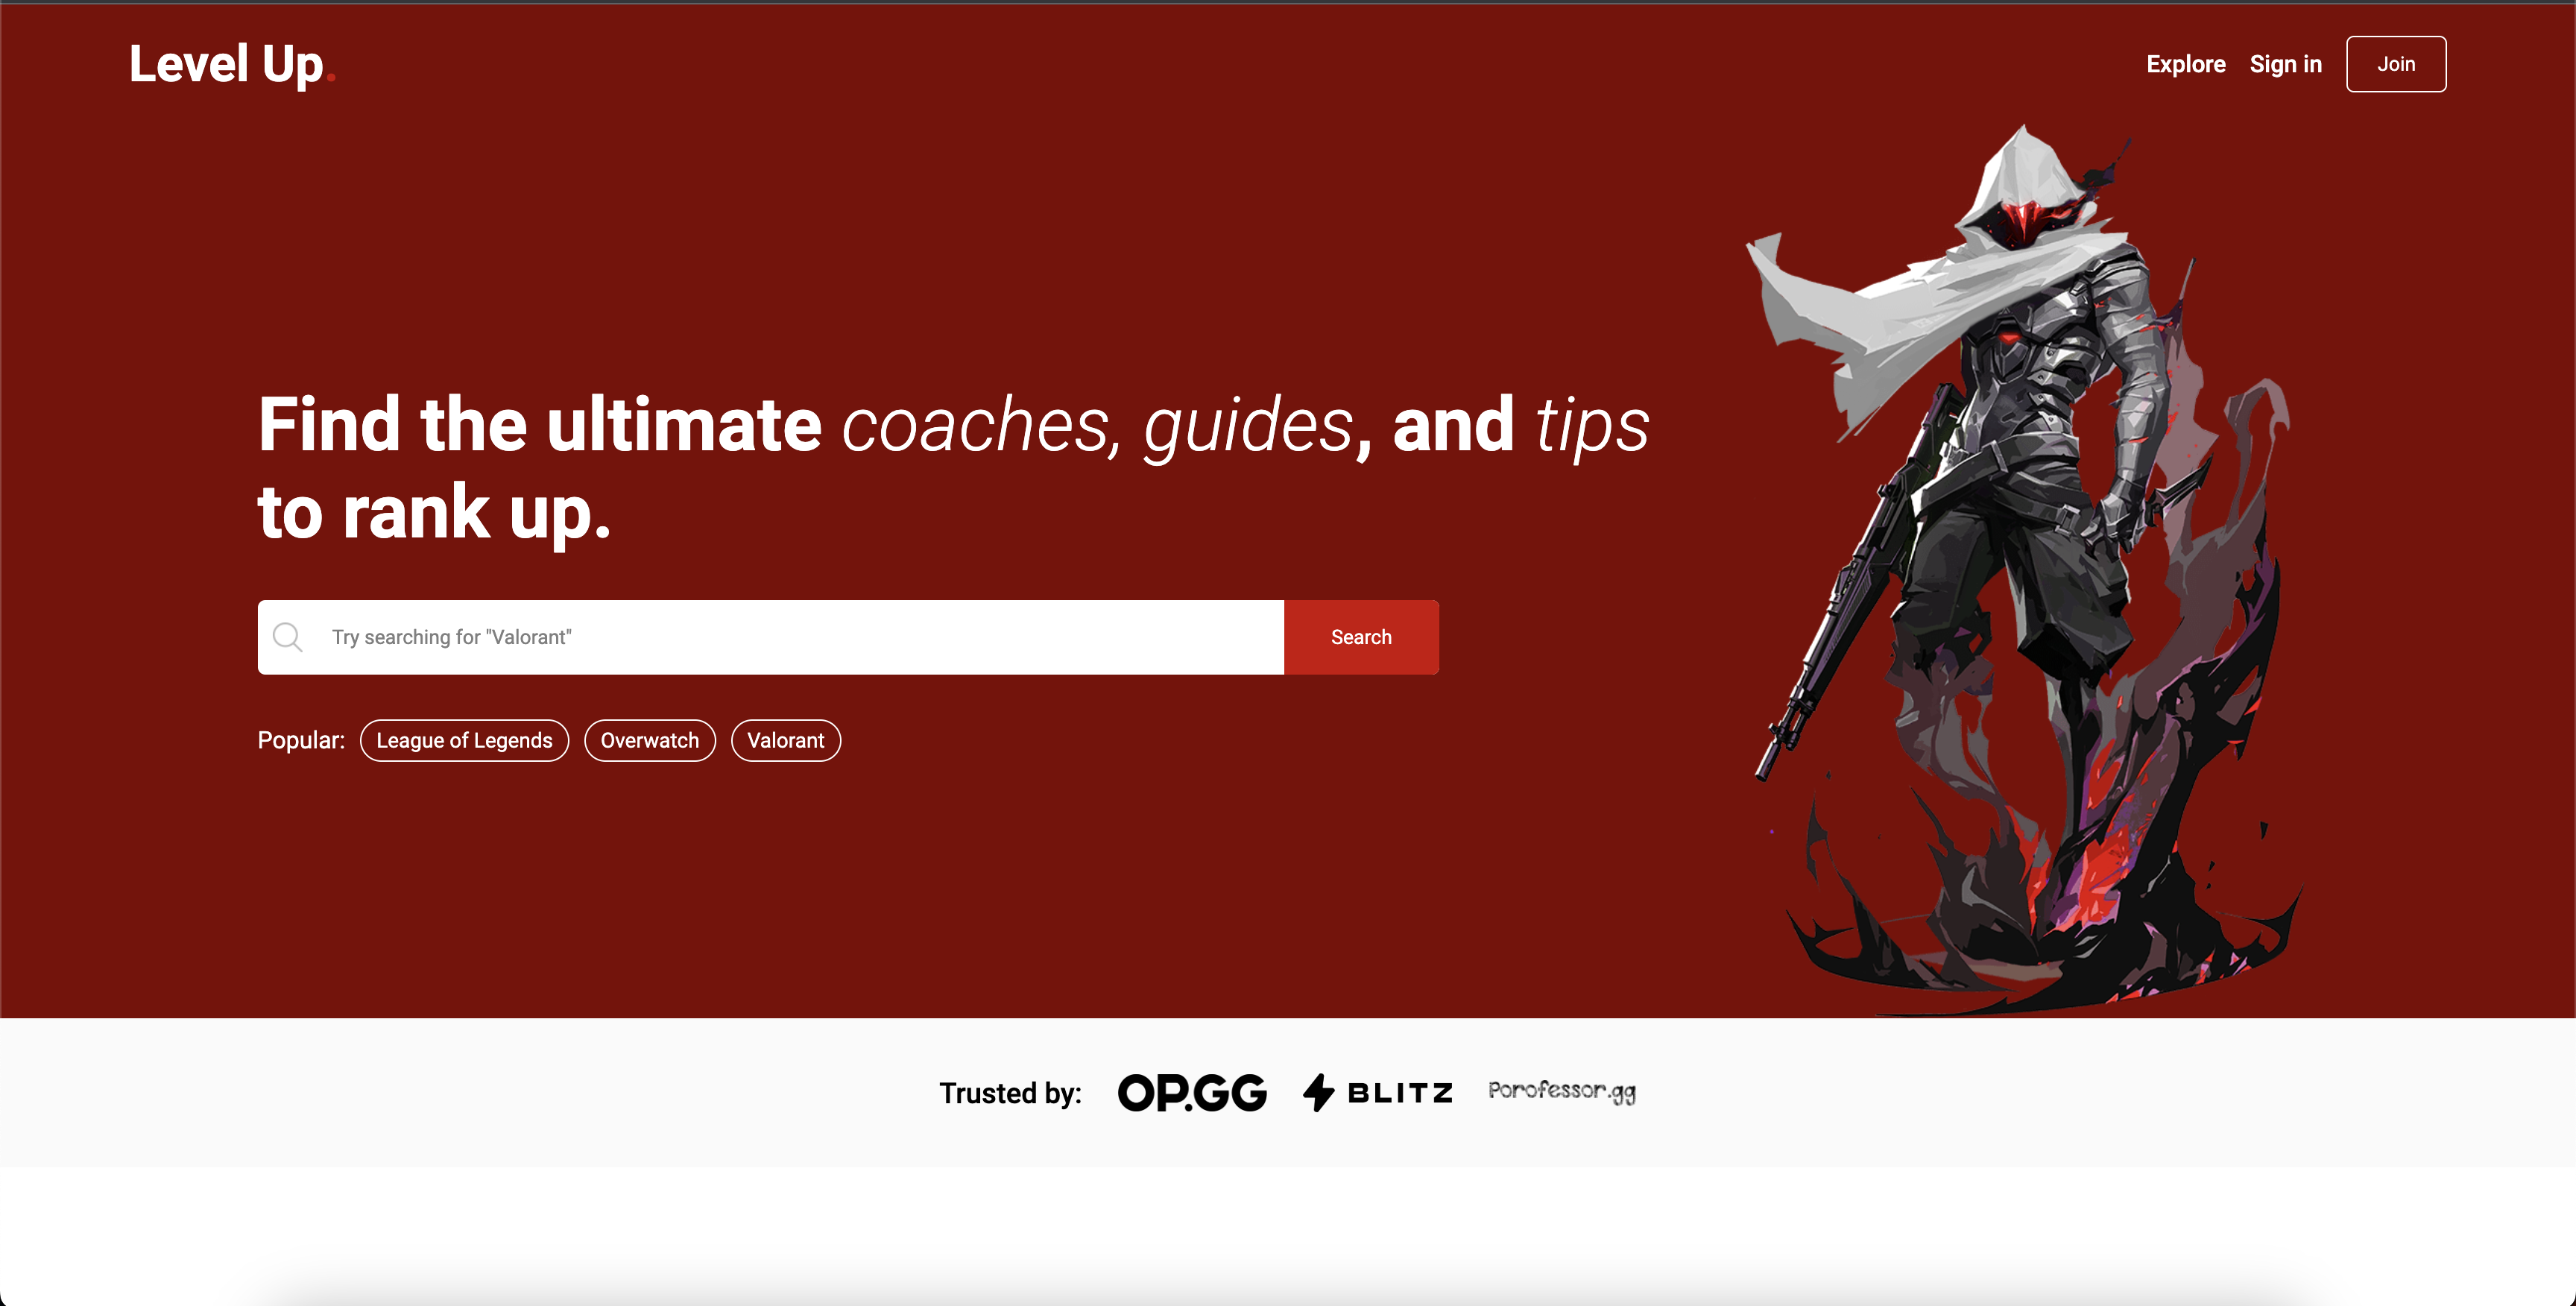 Level Up.
Explore Sign in Join
Find the ultimate coaches, guides, and tips
to rank up.
Try searching for "Valorant" Search
Popular: League of Legends Overwatch Valorant
Trusted by: OP.GG BLITZ Porofessor.gg